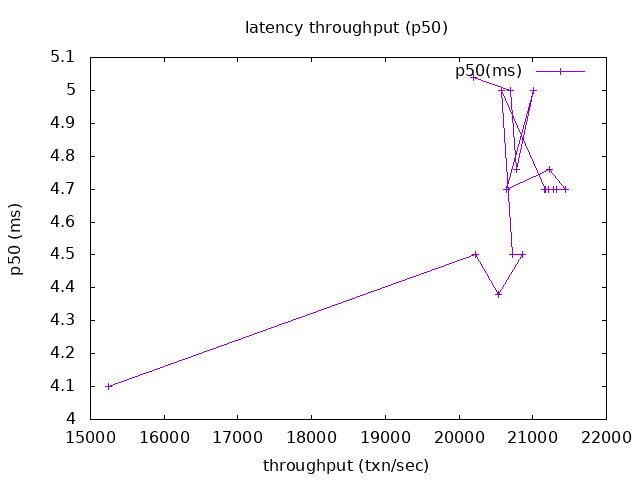 latency throughput (p50)
p50(ms)
5.1
5
4.9
4.8
4.7
4.6
4.5
4.4
4.3
4.2
4.1
4
p50 (ms)
15000 16000 17000 18000 19000 20000 21000 22000
throughput (txn/sec)